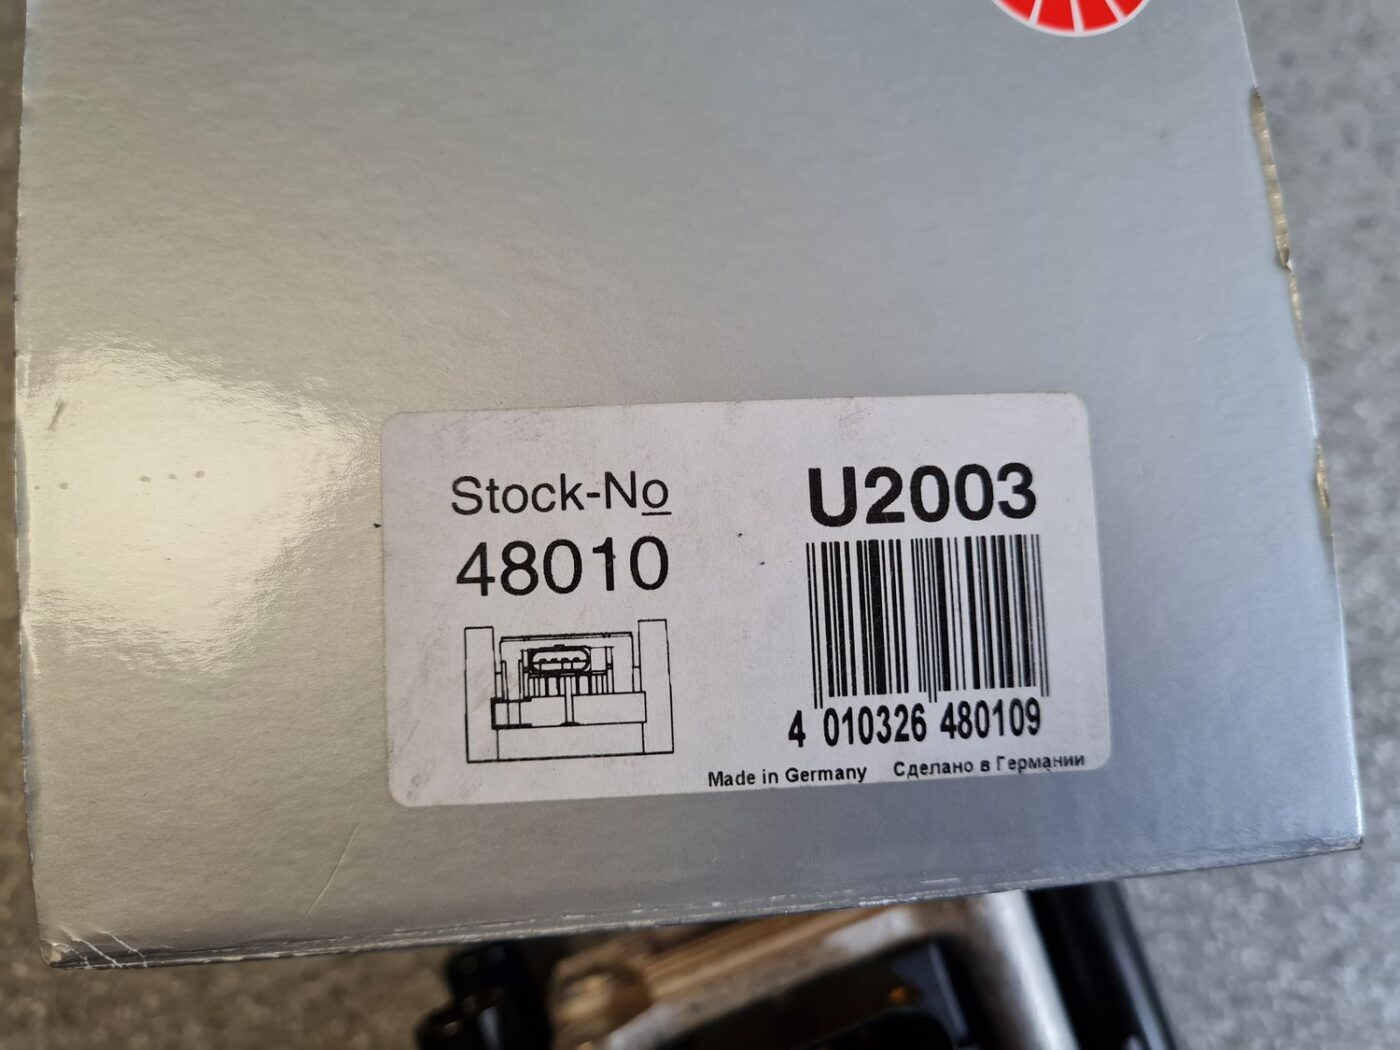 Stock-No
48010
U2003
4 010326 480109
Made in Germany Сделано в Германии